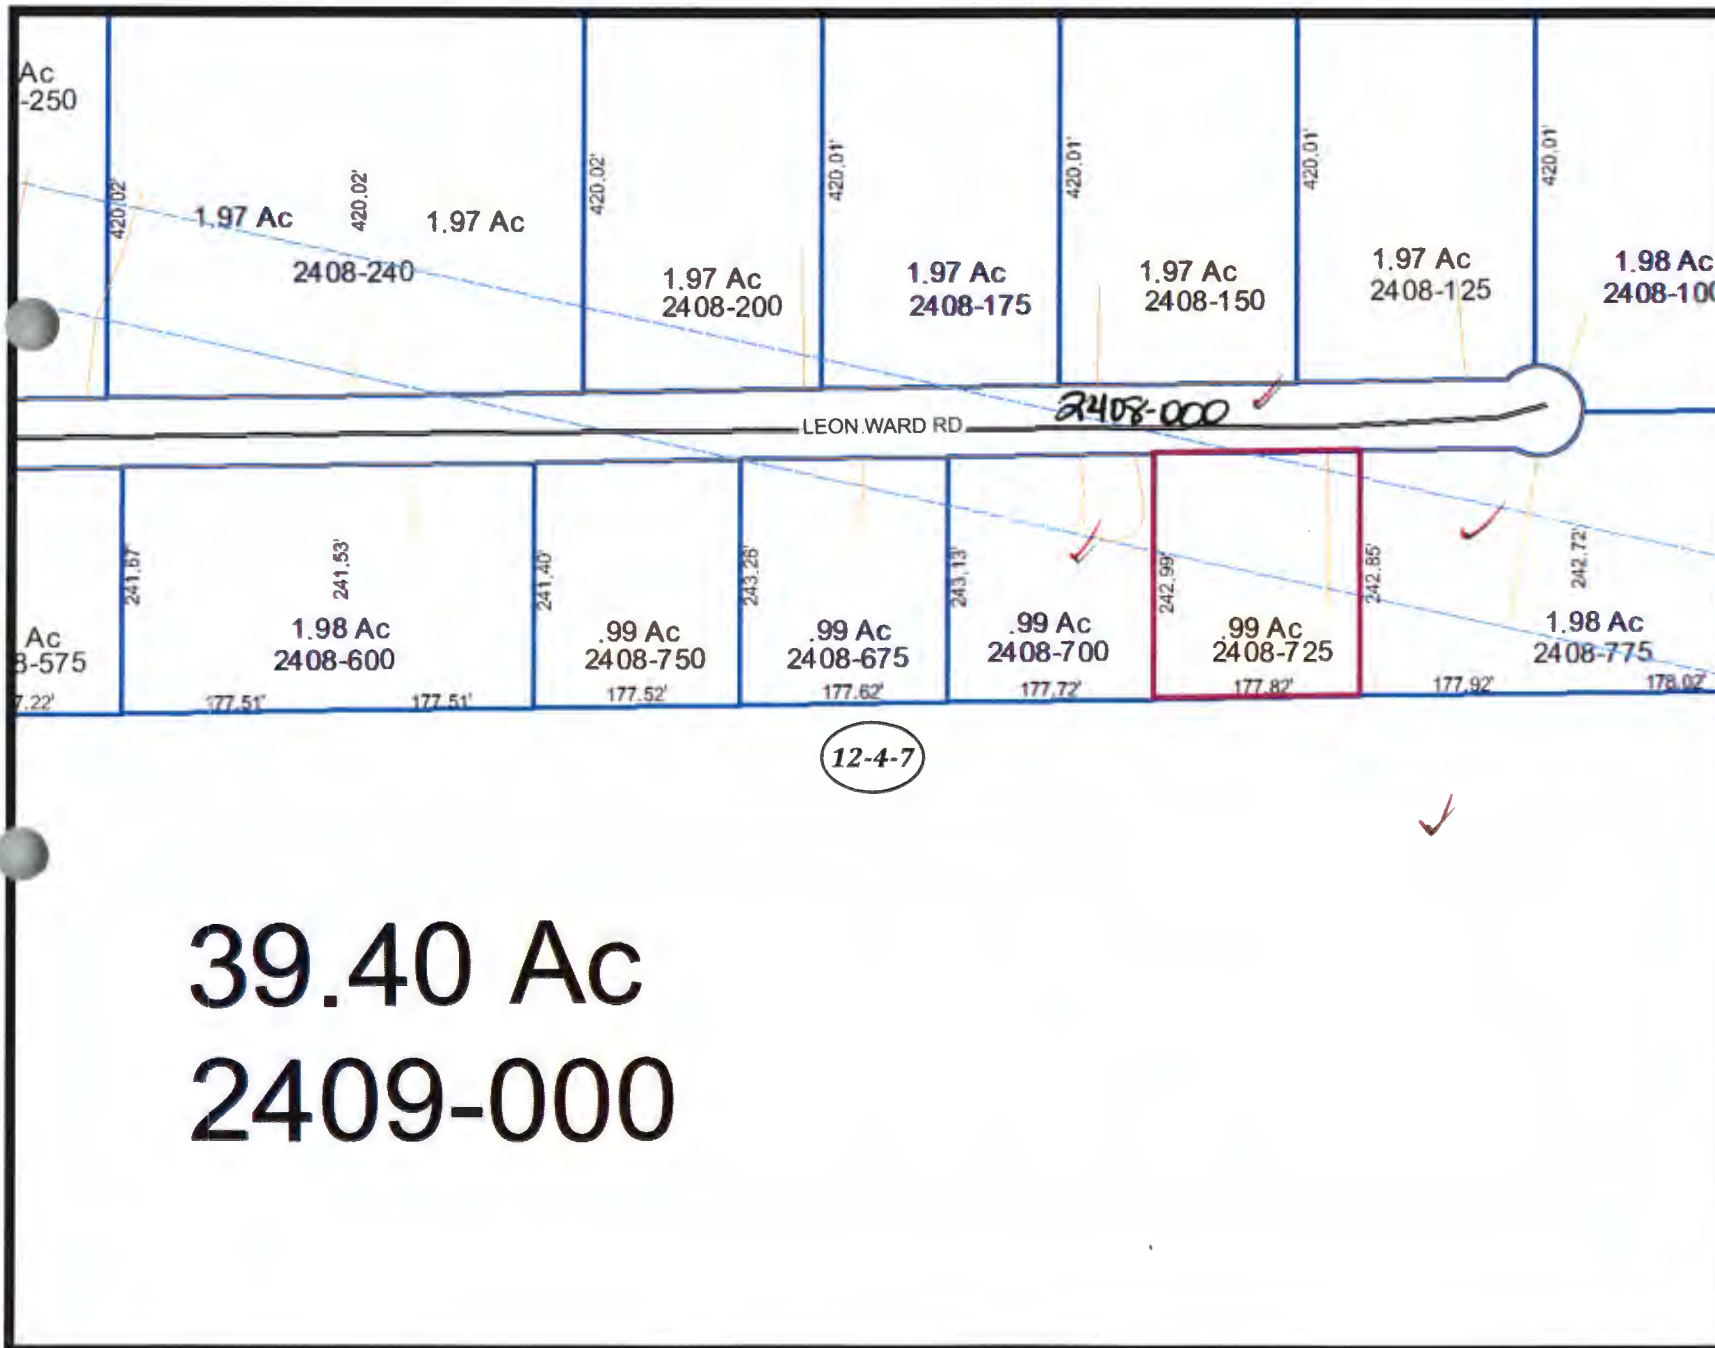 Ac
-250
420.02'
1.97 Ac
420.02'
1.97 Ac
2408-240
420.02'
1.97 Ac
2408-200
420.01'
1.97 Ac
2408-175
420.01'
1.97 Ac
2408-150
420.01'
1.97 Ac
2408-125
420.01'
1.98 Ac
2408-100
LEON WARD RD
2408-000
Ac
8-575
7.22'
241.67'
241.53'
1.98 Ac
2408-600
177.51'
177.51'
241.40'
.99 Ac
2408-750
177.52'
243.26'
.99 Ac
2408-675
177.62'
243.13'
.99 Ac
2408-700
177.72'
242.99'
.99 Ac
2408-725
177.82'
242.85'
242.72'
1.98 Ac
2408-775
177.92'
178.02'
12-4-7
39.40 Ac
2409-000